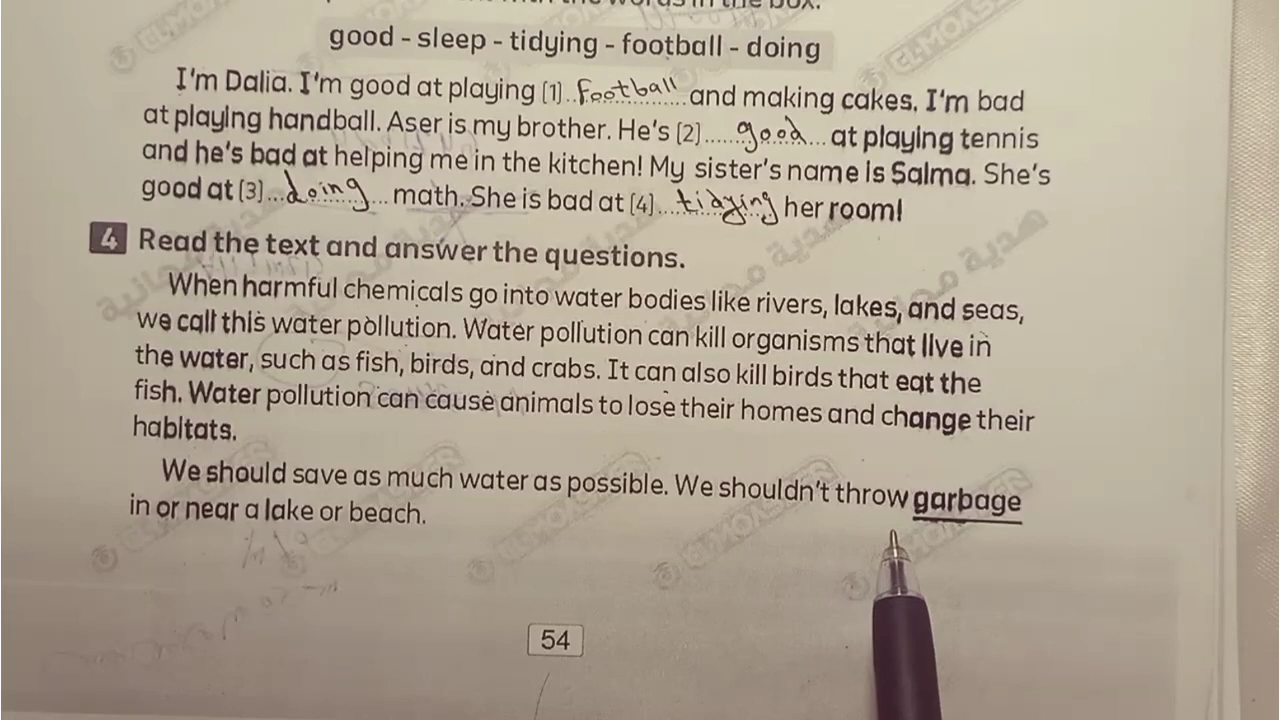 words in the box.
good - sleep - tidying - football - doing
I'm Dalia. I'm good at playing (1)..football.. and making cakes. I'm bad
at playing handball. Aser is my brother. He's (2)......good... at playing tennis
and he's bad at helping me in the kitchen! My sister's name is Salma. She's
good at (3)...doing... math. She is bad at (4)....tidying her room!
4 Read the text and answer the questions.
When harmful chemicals go into water bodies like rivers, lakes, and seas,
we call this water pollution. Water pollution can kill organisms that live in
the water, such as fish, birds, and crabs. It can also kill birds that eat the
fish. Water pollution can cause animals to lose their homes and change their
habitats.
We should save as much water as possible. We shouldn't throw garbage
in or near a lake or beach.
54